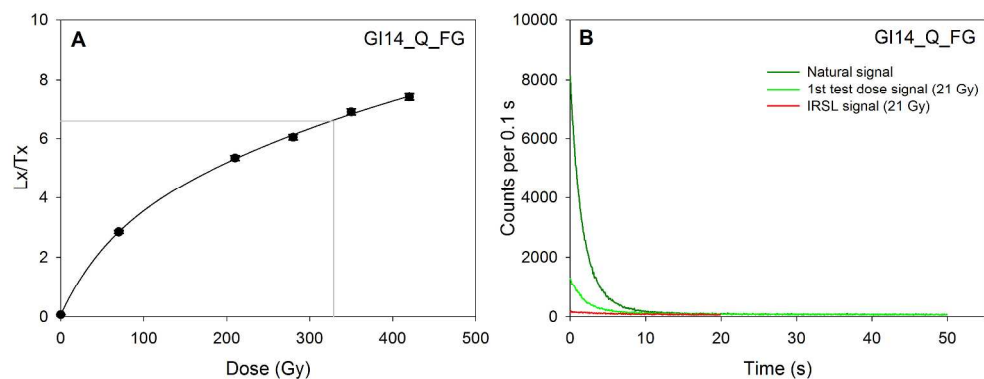 A
GI14_Q_FG
Lx/Tx
10
8
6
4
2
0
0 100 200 300 400 500
Dose (Gy)
B
GI14_Q_FG
Natural signal
1st test dose signal (21 Gy)
IRSL signal (21 Gy)
Counts per 0.1 s
10000
8000
6000
4000
2000
0
0 10 20 30 40 50
Time (s)